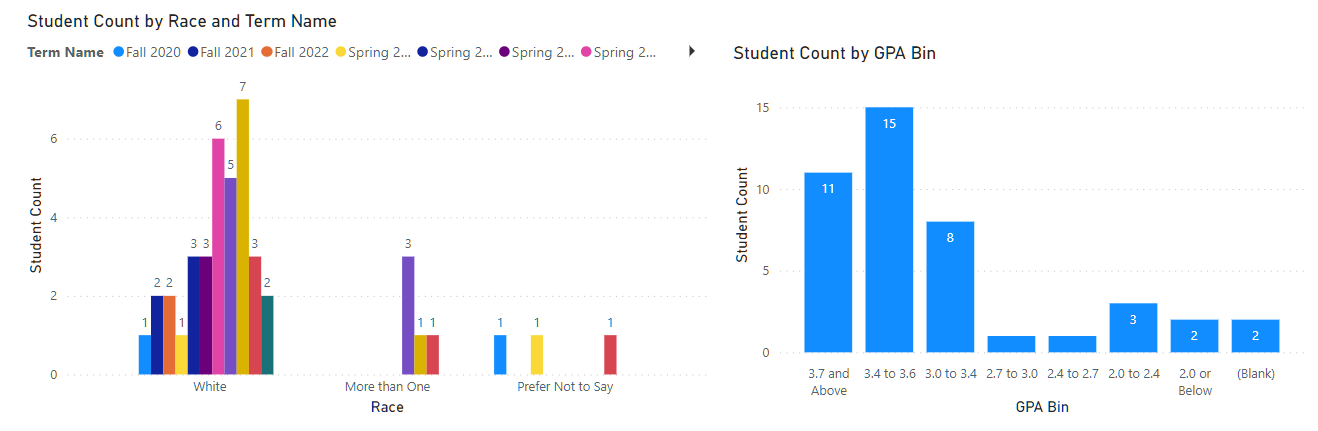 Student Count by Race and Term Name
Term Name Fall 2020 Fall 2021 Fall 2022 Spring 2... Spring 2... Spring 2... Spring 2...
Student Count
6
4
2
0
1
2
2
1
3
3
6
5
7
3
2
3
1
1
1
1
1
White
More than One
Prefer Not to Say
Race
Student Count by GPA Bin
Student Count
15
10
5
0
11
15
8
3
2
2
3.7 and
Above
3.4 to 3.6
3.0 to 3.4
2.7 to 3.0
2.4 to 2.7
2.0 to 2.4
2.0 or
Below
(Blank)
GPA Bin